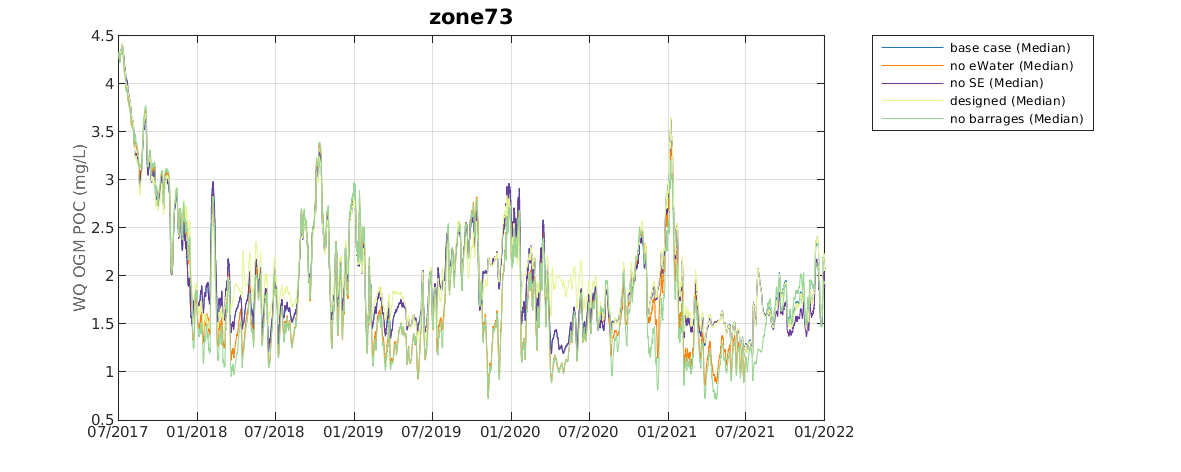 zone73
WQ OGM POC (mg/L)
4.5
4
3.5
3
2.5
2
1.5
1
0.5
07/2017 01/2018 07/2018 01/2019 07/2019 01/2020 07/2020 01/2021 07/2021 01/2022
base case (Median)
no eWater (Median)
no SE (Median)
designed (Median)
no barrages (Median)